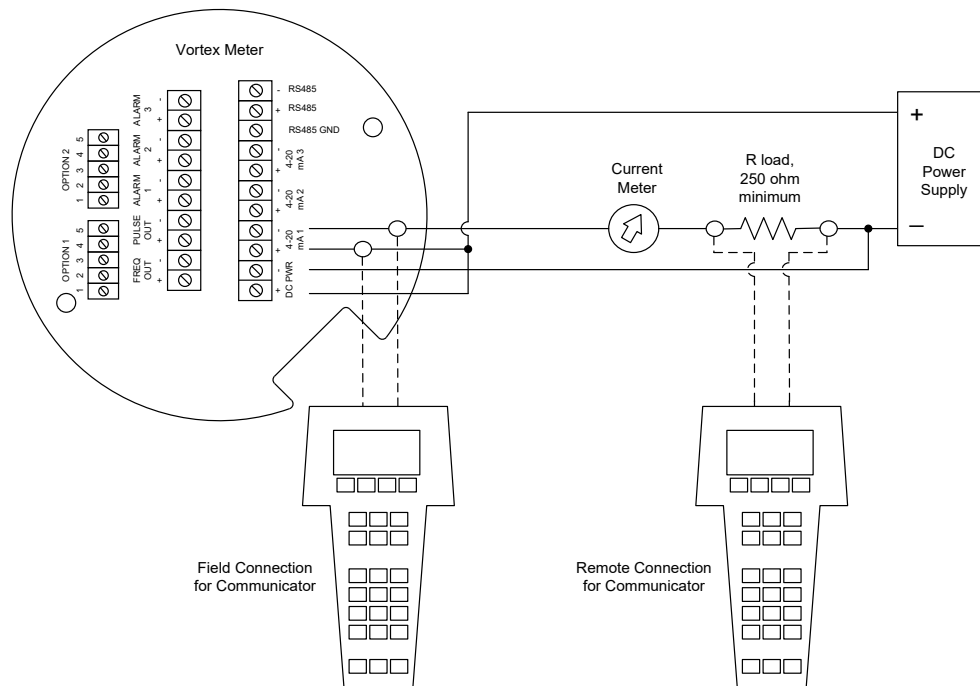 Vortex Meter
OPTION 2
5
4
3
2
1
OPTION 1
5
4
3
2
1
ALARM
3
-
+
ALARM
2
-
+
ALARM
1
-
+
PULSE
OUT
-
+
FREQ
OUT
-
+
- RS485
+ RS485
RS485 GND
-
+
4-20
mA 3
-
+
4-20
mA 2
-
+
4-20
mA 1
-
+
DC PWR
Current
Meter
R load,
250 ohm
minimum
+
DC
Power
Supply
–
Field Connection
for Communicator
Remote Connection
for Communicator